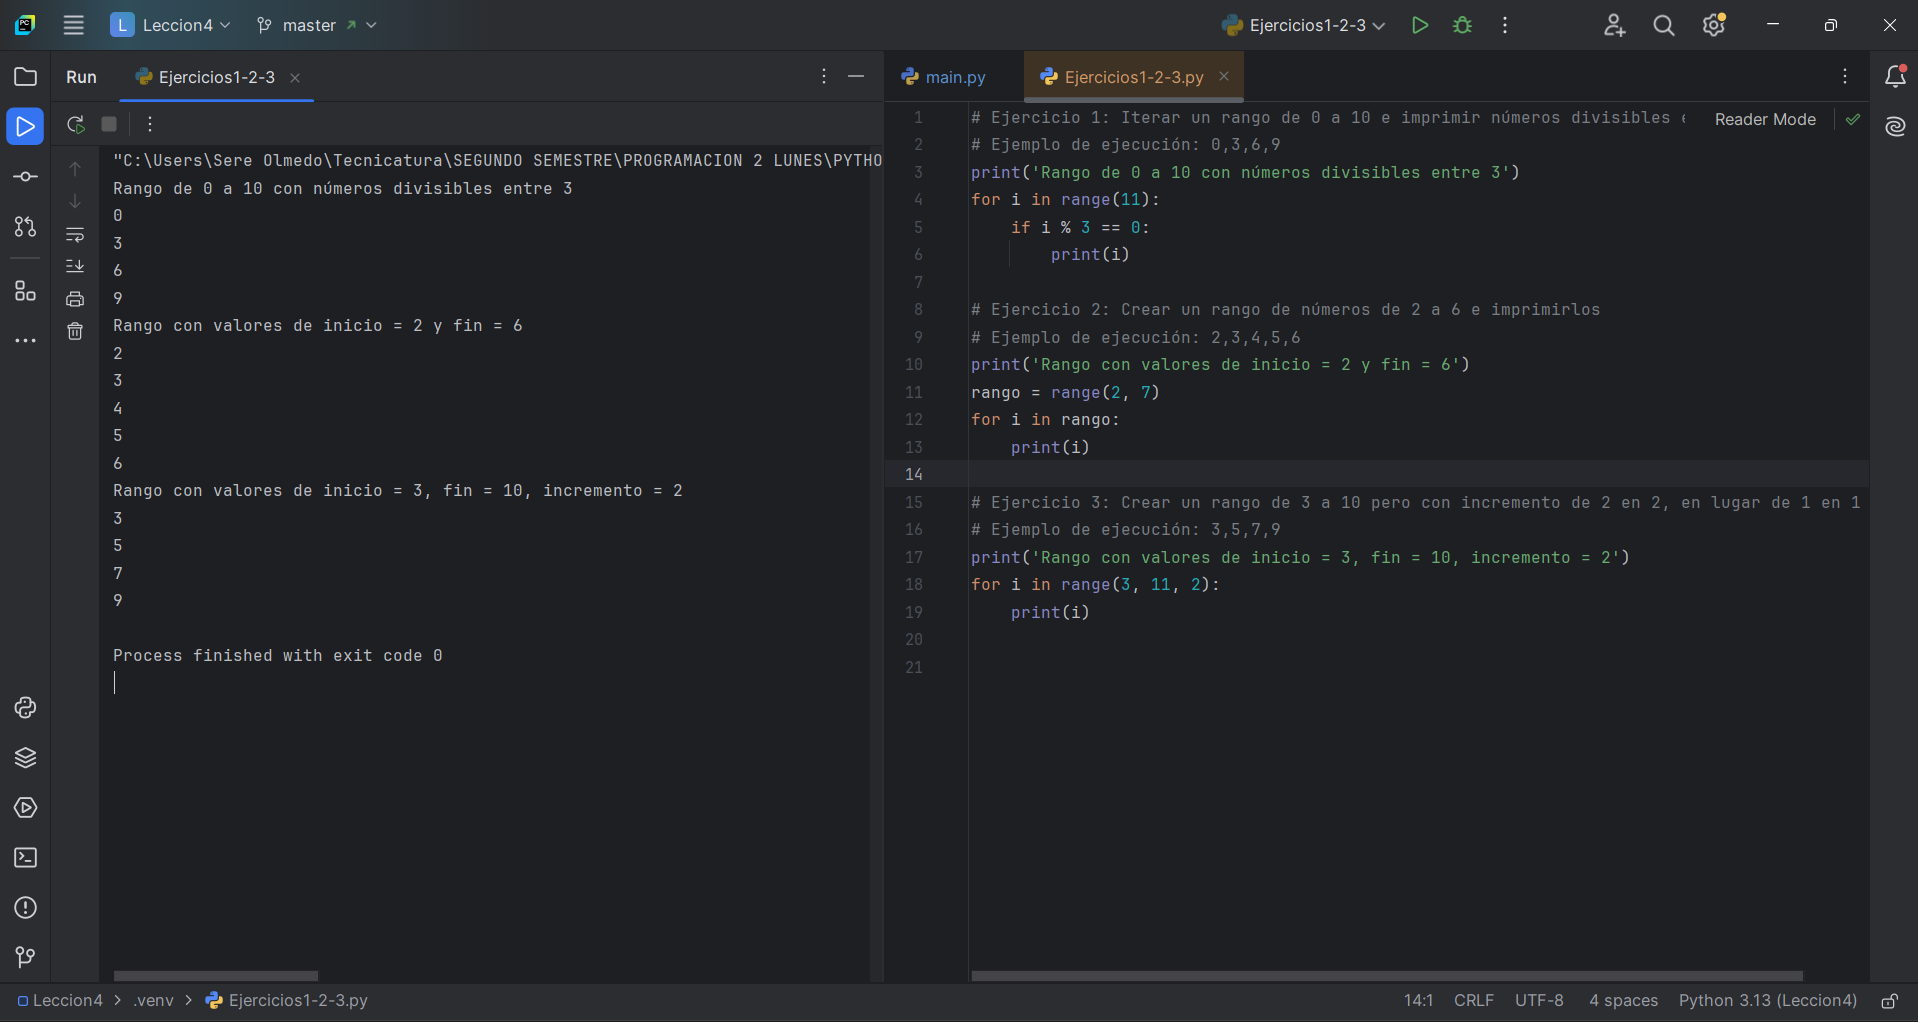 L Leccion4 master Ejercicios1-2-3
Run Ejercicios1-2-3
main.py Ejercicios1-2-3.py
"C:\Users\Sere Olmedo\Tecnicatura\SEGUNDO SEMESTRE\PROGRAMACION 2 LUNES\PYTHO
Rango de 0 a 10 con números divisibles entre 3
0
3
6
9
Rango con valores de inicio = 2 y fin = 6
2
3
4
5
6
Rango con valores de inicio = 3, fin = 10, incremento = 2
3
5
7
9
Process finished with exit code 0
Reader Mode
1 # Ejercicio 1: Iterar un rango de 0 a 10 e imprimir números divisibles
2 # Ejemplo de ejecución: 0,3,6,9
3 print('Rango de 0 a 10 con números divisibles entre 3')
4 for i in range(11):
5     if i % 3 == 0:
6         print(i)
7
8 # Ejercicio 2: Crear un rango de números de 2 a 6 e imprimirlos
9 # Ejemplo de ejecución: 2,3,4,5,6
10 print('Rango con valores de inicio = 2 y fin = 6')
11 rango = range(2, 7)
12 for i in rango:
13     print(i)
14
15 # Ejercicio 3: Crear un rango de 3 a 10 pero con incremento de 2 en 2, en lugar de 1 en 1
16 # Ejemplo de ejecución: 3,5,7,9
17 print('Rango con valores de inicio = 3, fin = 10, incremento = 2')
18 for i in range(3, 11, 2):
19     print(i)
20
21
Leccion4 > .venv > Ejercicios1-2-3.py
14:1 CRLF UTF-8 4 spaces Python 3.13 (Leccion4)